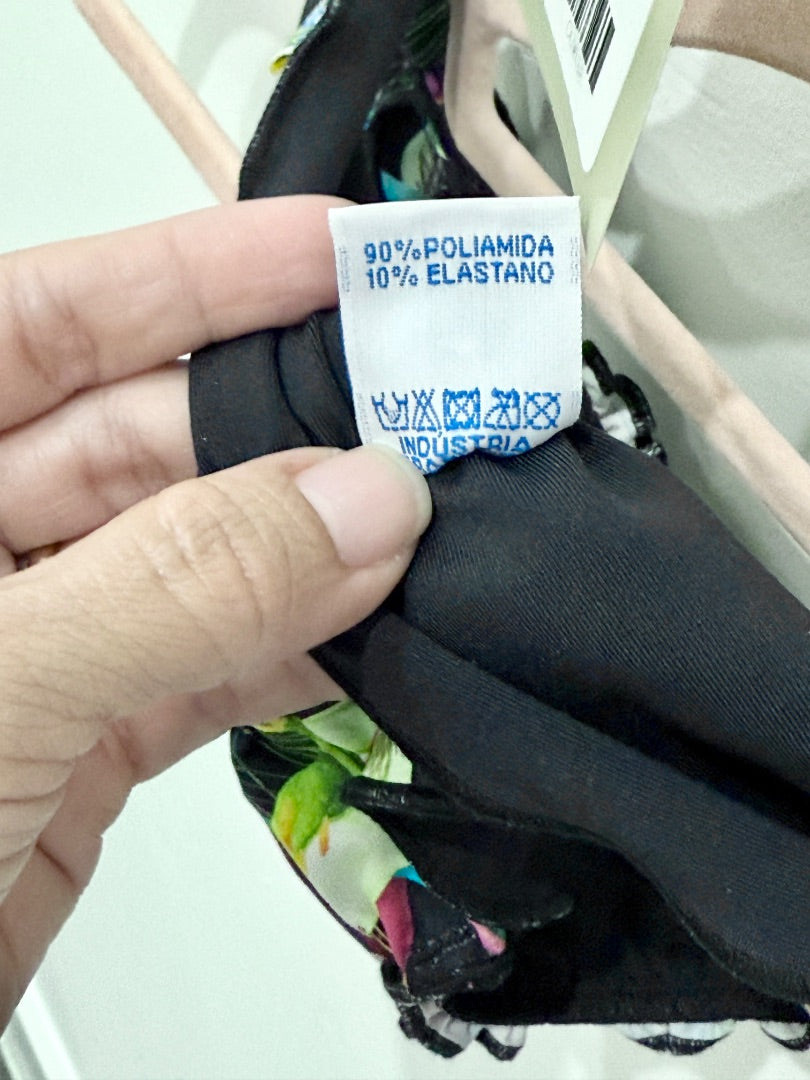 90%POLIAMIDA
10% ELASTANO
INDÚSTRIA